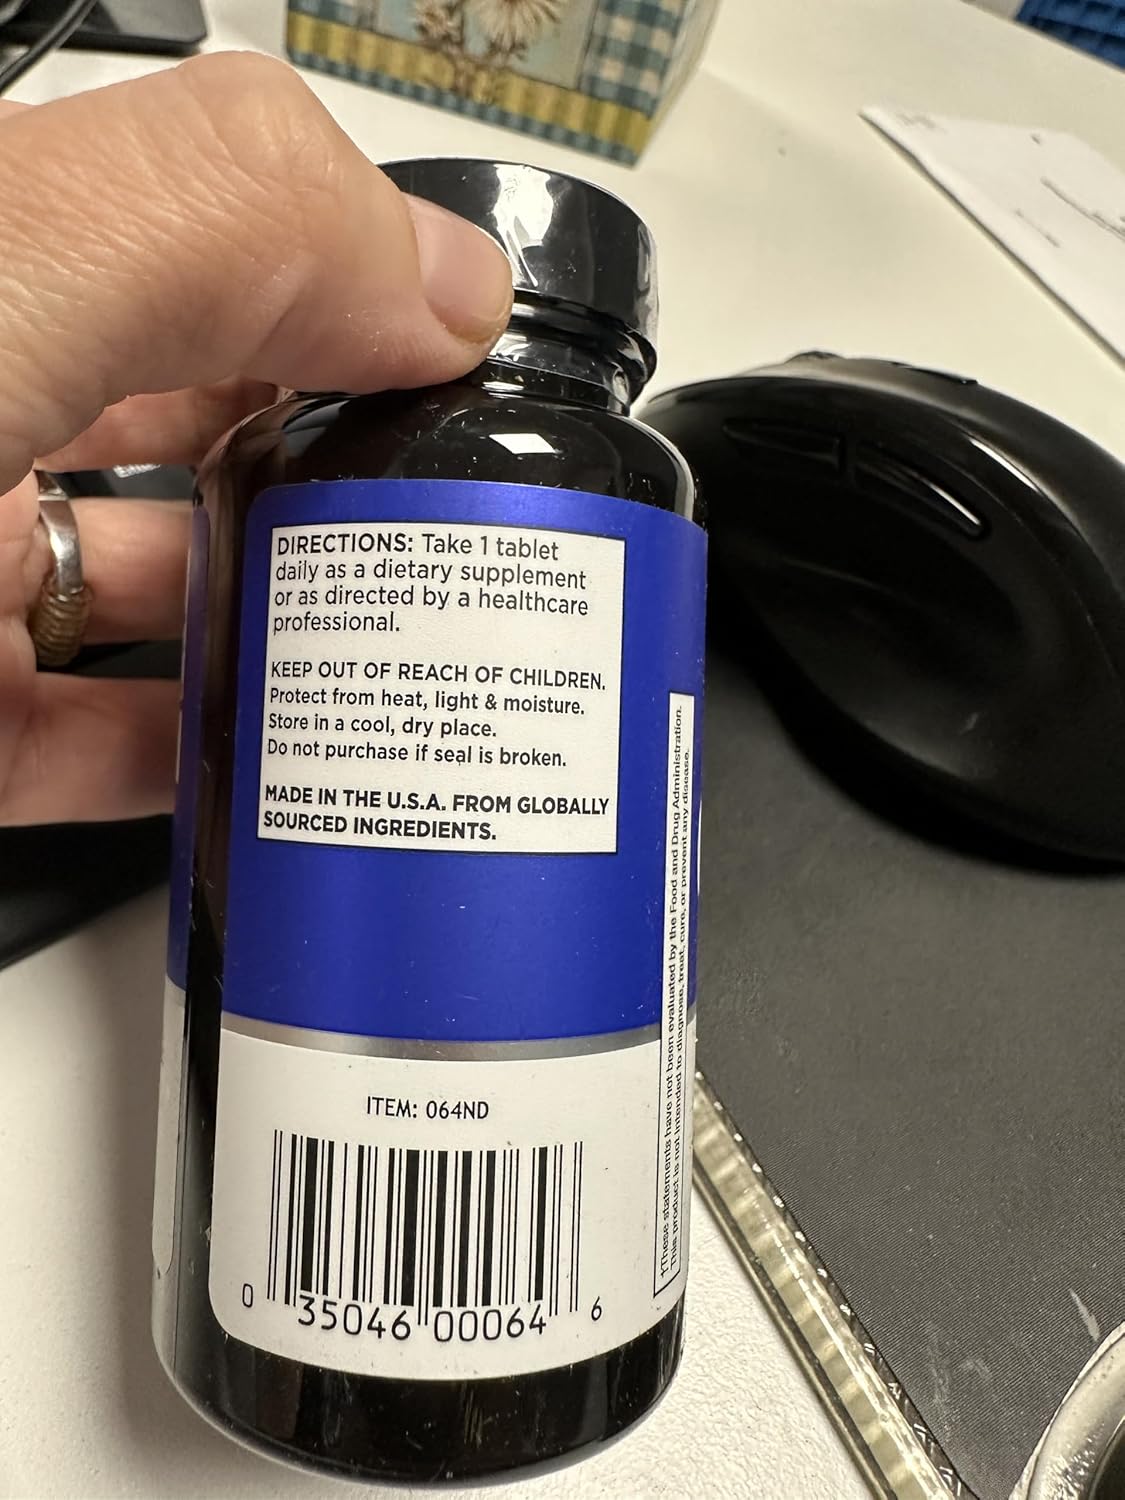 DIRECTIONS: Take 1 tablet
daily as a dietary supplement
or as directed by a healthcare
professional.
KEEP OUT OF REACH OF CHILDREN.
Protect from heat, light & moisture.
Store in a cool, dry place.
Do not purchase if seal is broken.
MADE IN THE U.S.A. FROM GLOBALLY
SOURCED INGREDIENTS.
†These statements have not been evaluated by the Food and Drug Administration.
This product is not intended to diagnose, treat, cure, or prevent any disease.
ITEM: 064ND
0 35046 00064 6